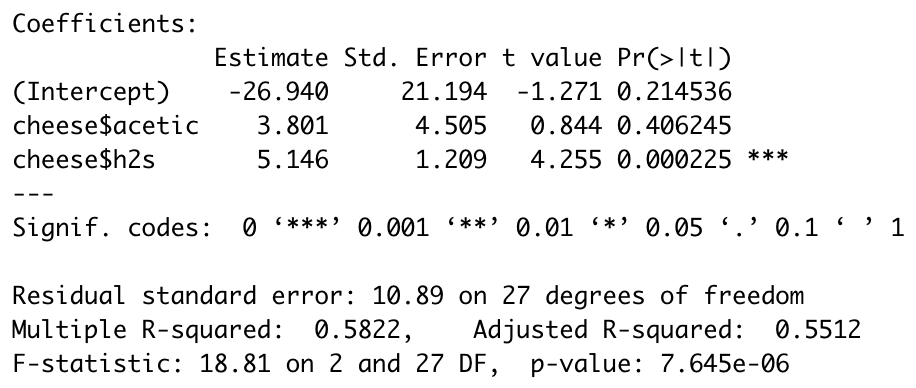 Coefficients:
              Estimate Std. Error t value Pr(>|t|)
(Intercept)    -26.940     21.194  -1.271 0.214536
cheese$acetic    3.801      4.505   0.844 0.406245
cheese$h2s       5.146      1.209   4.255 0.000225 ***
---
Signif. codes:  0 ‘***’ 0.001 ‘**’ 0.01 ‘*’ 0.05 ‘.’ 0.1 ‘ ’ 1
Residual standard error: 10.89 on 27 degrees of freedom
Multiple R-squared:  0.5822,    Adjusted R-squared:  0.5512
F-statistic: 18.81 on 2 and 27 DF,  p-value: 7.645e-06